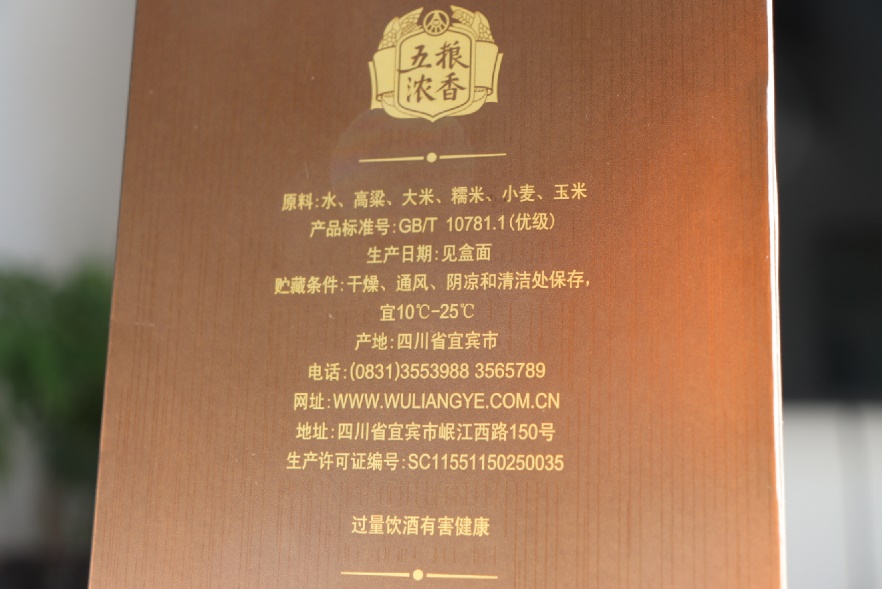 五粮
浓香
原料:水、高粱、大米、糯米、小麦、玉米
产品标准号:GB/T 10781.1(优级)
生产日期:见盒面
贮藏条件:干燥、通风、阴凉和清洁处保存,
宜10℃-25℃
产地:四川省宜宾市
电话:(0831)3553988 3565789
网址:WWW.WULIANGYE.COM.CN
地址:四川省宜宾市岷江西路150号
生产许可证编号:SC11551150250035
过量饮酒有害健康